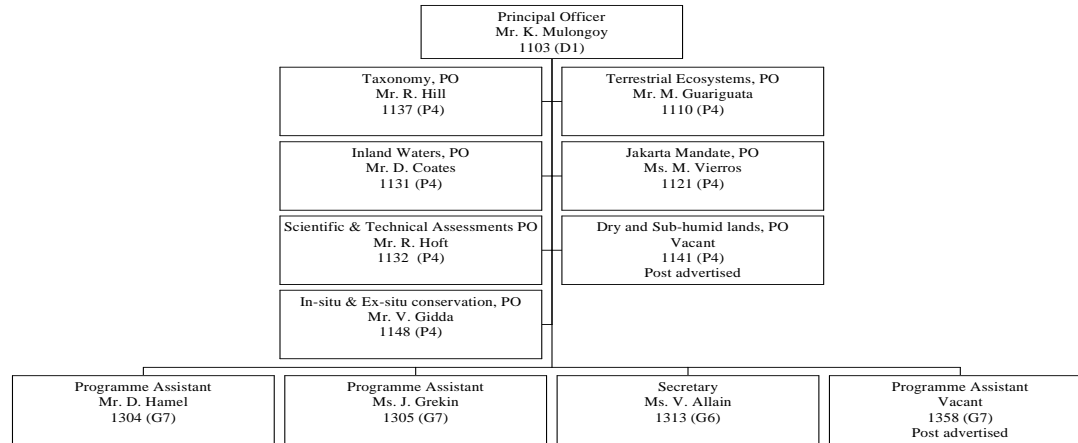 Principal Officer
Mr. K. Mulongoy
1103 (D1)
Taxonomy, PO
Mr. R. Hill
1137 (P4)
Terrestrial Ecosystems, PO
Mr. M. Guariguata
1110 (P4)
Inland Waters, PO
Mr. D. Coates
1131 (P4)
Jakarta Mandate, PO
Ms. M. Vierros
1121 (P4)
Scientific & Technical Assessments PO
Mr. R. Hoft
1132 (P4)
Dry and Sub-humid lands, PO
Vacant
1141 (P4)
Post advertised
In-situ & Ex-situ conservation, PO
Mr. V. Gidda
1148 (P4)
Programme Assistant
Mr. D. Hamel
1304 (G7)
Programme Assistant
Ms. J. Grekin
1305 (G7)
Secretary
Ms. V. Allain
1313 (G6)
Programme Assistant
Vacant
1358 (G7)
Post advertised